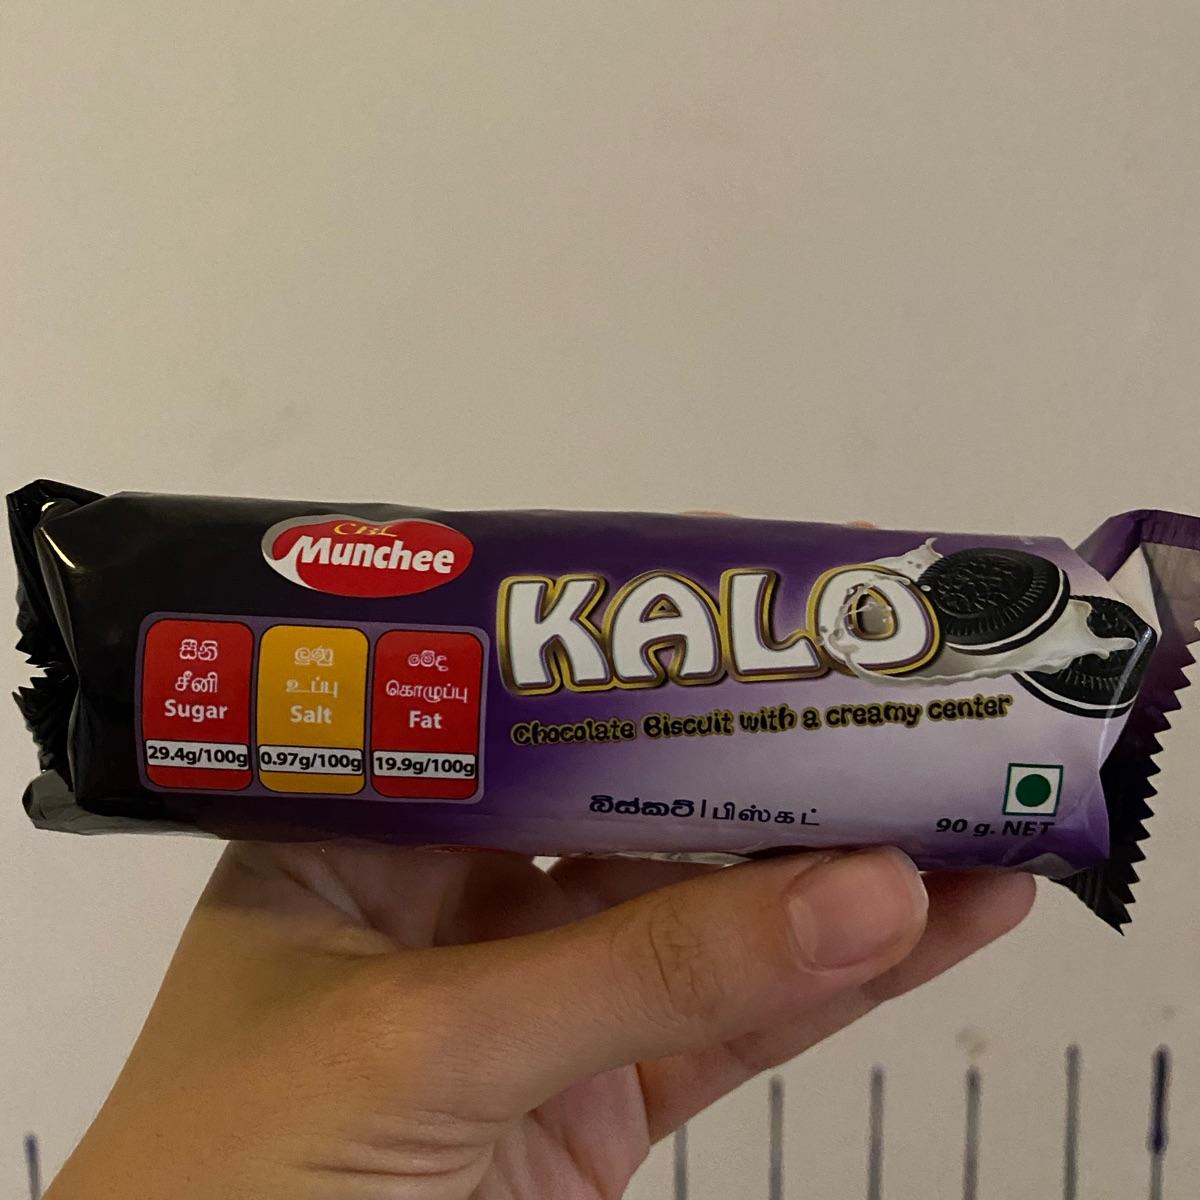 CBL
Munchee
KALO
Chocolate Biscuit with a creamy center
සීනි
சீனி
Sugar
29.4g/100g
ලුණු
உப்பு
Salt
0.97g/100g
මේද
கொழுப்பு
Fat
19.9g/100g
බිස්කට් | பிஸ்கட்
90 g. NET